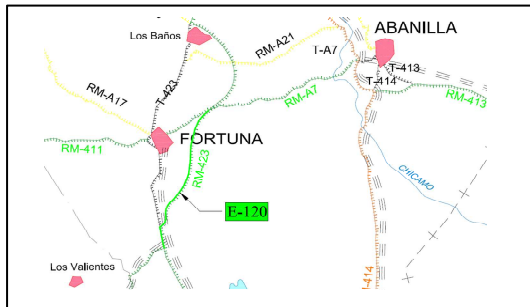 ABANILLA
Los Baños
RM-A21
T-A7
T-413
T-414
RM-A17
T-423
RM-A7
RM-413
FORTUNA
RM-411
RM-423
CHICAMO
E-120
Los Valientes